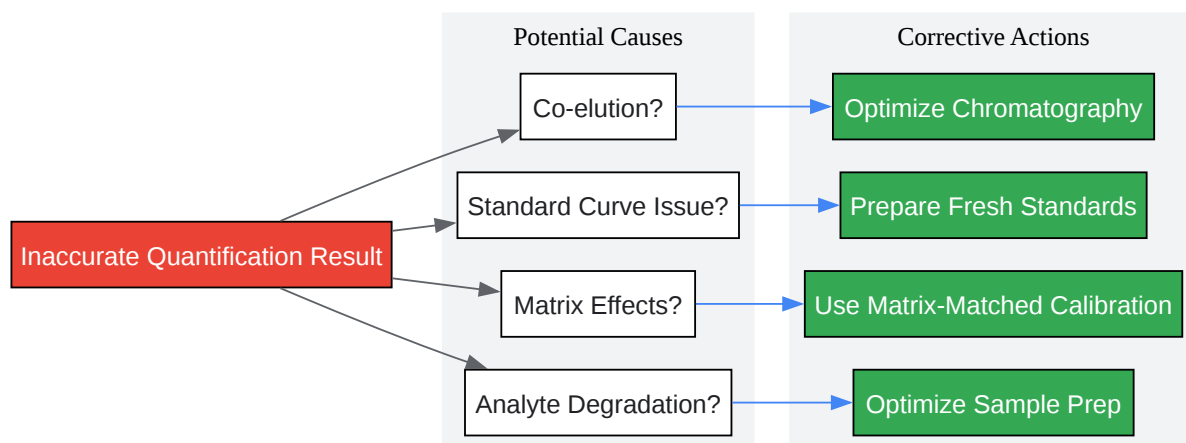 Potential Causes
Corrective Actions
Co-elution?
Optimize Chromatography
Standard Curve Issue?
Prepare Fresh Standards
Inaccurate Quantification Result
Matrix Effects?
Use Matrix-Matched Calibration
Analyte Degradation?
Optimize Sample Prep